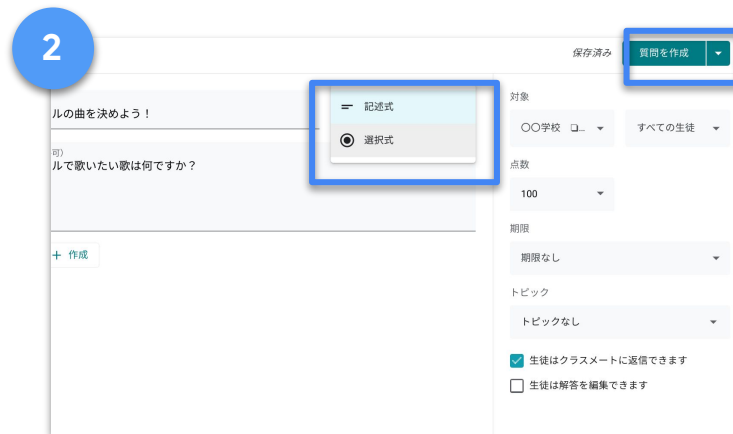 2
保存済み
質問を作成
ルの曲を決めよう！
記述式
選択式
可)
ルで歌いたい歌は何ですか？
+ 作成
対象
〇〇学校 ロ...
すべての生徒
点数
100
期限
期限なし
トピック
トピックなし
生徒はクラスメートに返信できます
生徒は解答を編集できます